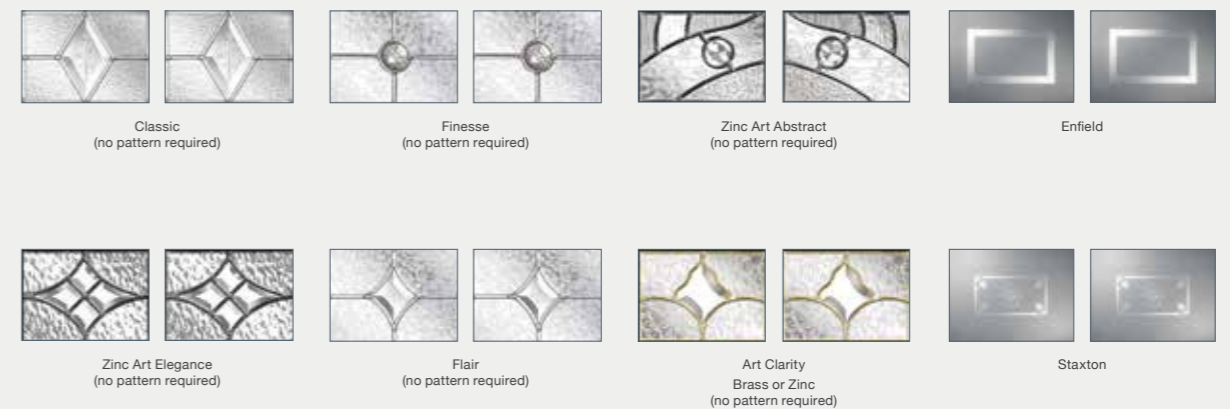 Classic
(no pattern required)
Finesse
(no pattern required)
Zinc Art Abstract
(no pattern required)
Enfield
Zinc Art Elegance
(no pattern required)
Flair
(no pattern required)
Art Clarity
Brass or Zinc
(no pattern required)
Staxton